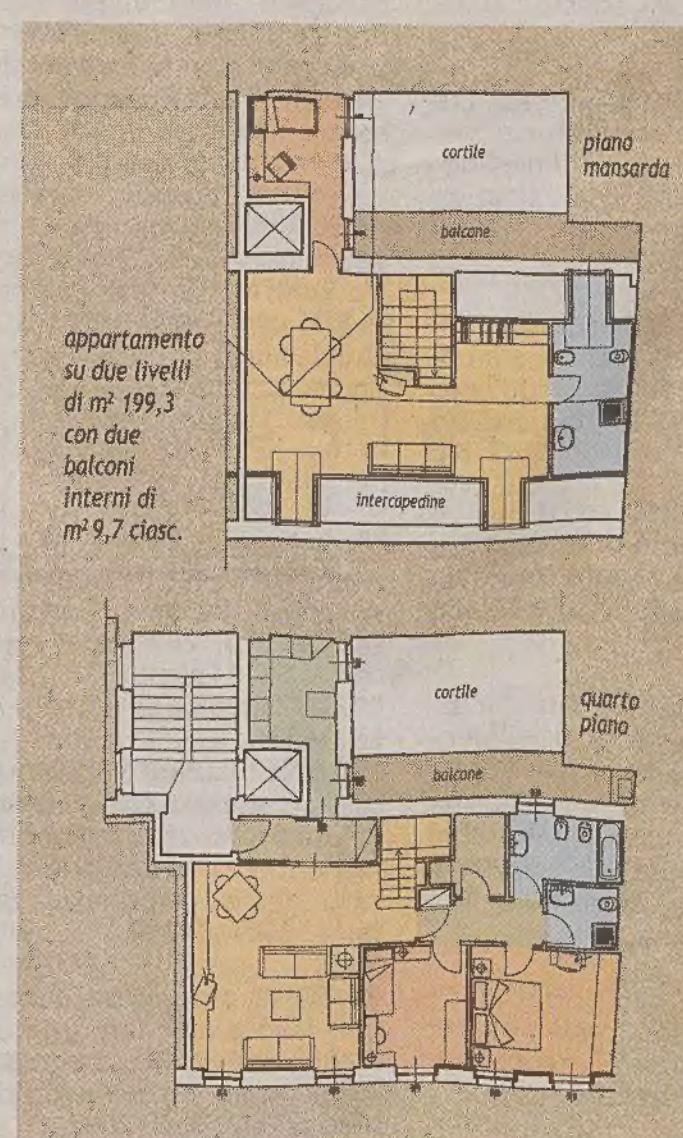 cortile
piano
mansarda
balcone
appartamento
su due livelli
di m² 199,3
con due
balconi
interni di
m² 9,7 ciasc.
intercapedine
cortile
quarto
piano
balcone